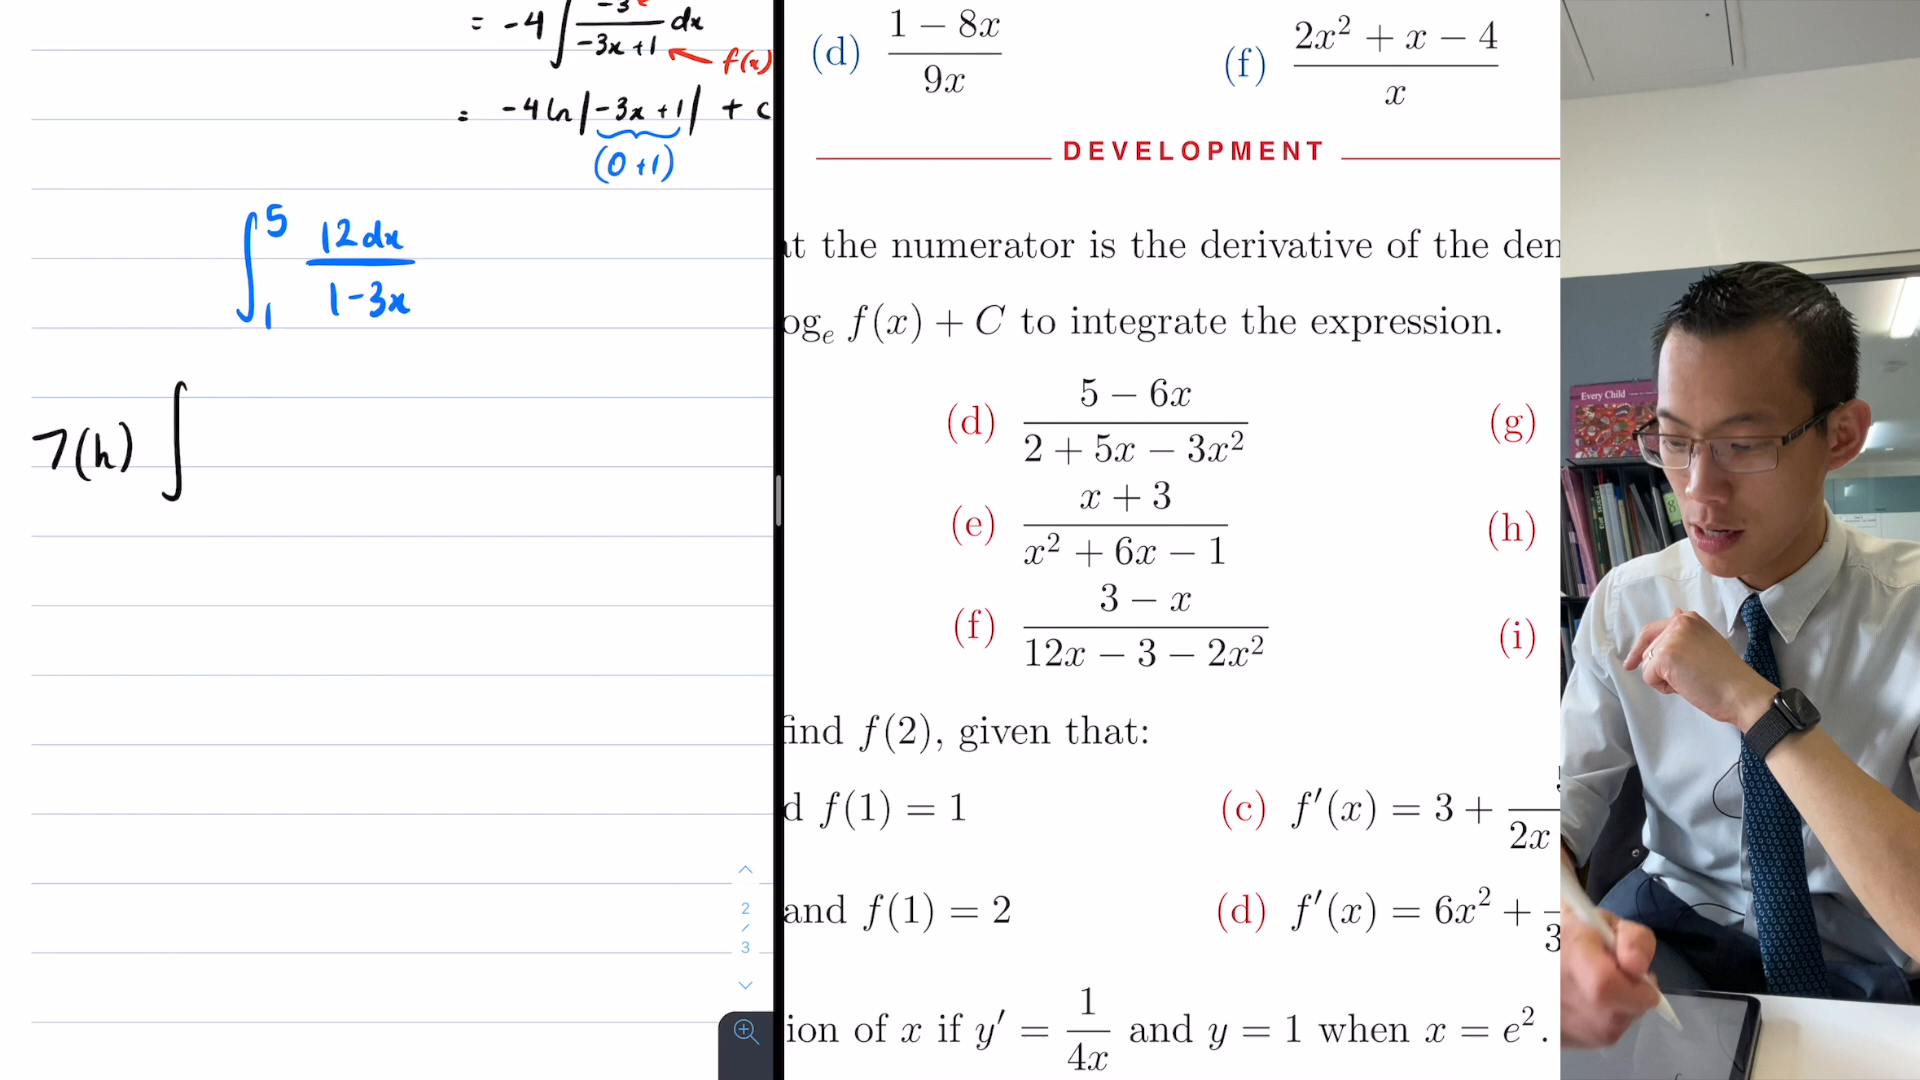 = -4 ∫ -3 / -3x+1 dx
f(x)
= -4 ln |-3x+1| + c
(0+1)
∫₁⁵ 12dx / 1-3x
7(h) ∫
2 / 3
(d) 1 − 8x / 9x
(f) 2x² + x − 4 / x
DEVELOPMENT
the numerator is the derivative of the
f(x) + C to integrate the expression.
(d) 5 − 6x / 2 + 5x − 3x²
(g)
(e) x + 3 / x² + 6x − 1
(h)
(f) 3 − x / 12x − 3 − 2x²
(i)
find f(2), given that:
f(1) = 1
(c) f′(x) = 3 + / 2x
and f(1) = 2
(d) f′(x) = 6x² + / 3
of x if y′ = 1 / 4x and y = 1 when x = e².
Every Child